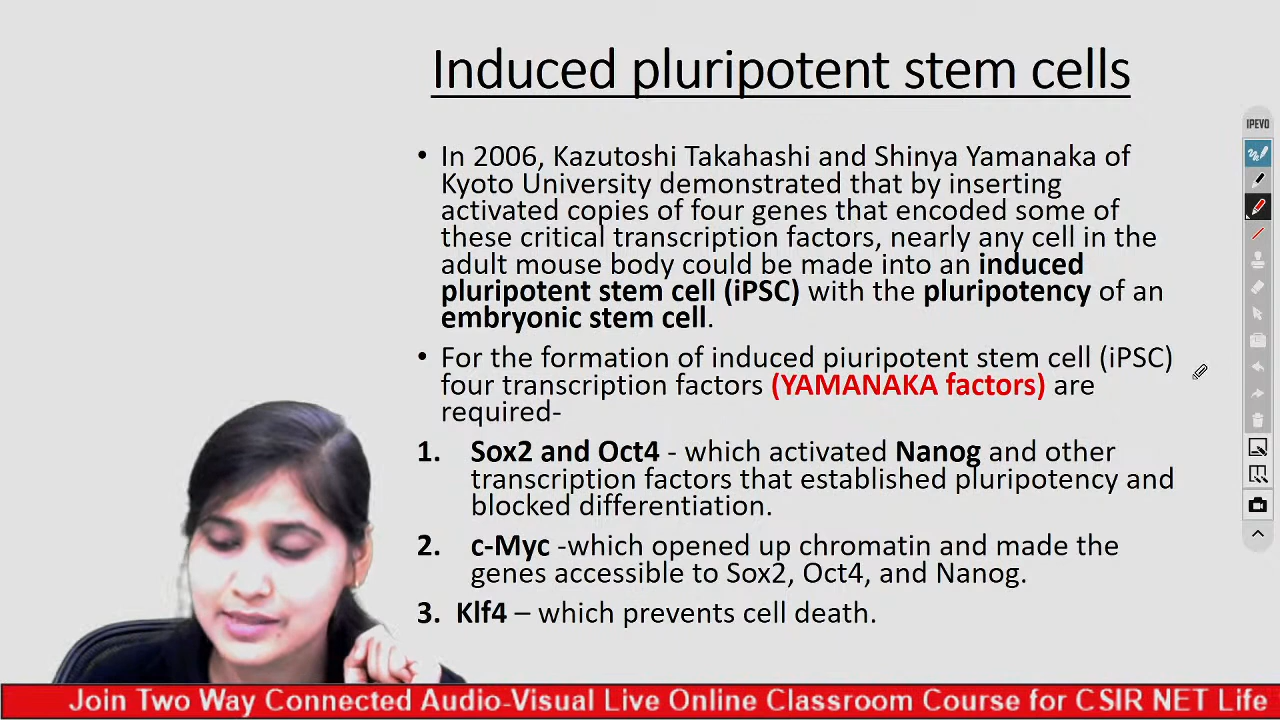 Induced pluripotent stem cells
• In 2006, Kazutoshi Takahashi and Shinya Yamanaka of
Kyoto University demonstrated that by inserting
activated copies of four genes that encoded some of
these critical transcription factors, nearly any cell in the
adult mouse body could be made into an induced
pluripotent stem cell (iPSC) with the pluripotency of an
embryonic stem cell.
• For the formation of induced piuripotent stem cell (iPSC)
four transcription factors (YAMANAKA factors) are
required-
1. Sox2 and Oct4 - which activated Nanog and other
transcription factors that established pluripotency and
blocked differentiation.
2. c-Myc -which opened up chromatin and made the
genes accessible to Sox2, Oct4, and Nanog.
3. Klf4 – which prevents cell death.
IPEVO
Join Two Way Connected Audio-Visual Live Online Classroom Course for CSIR NET Life